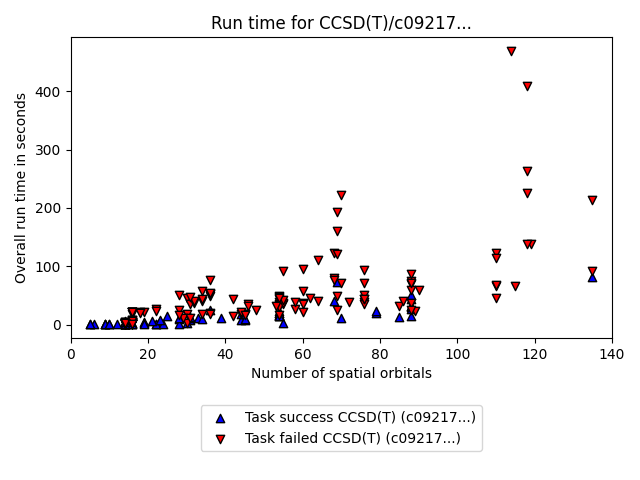 Run time for CCSD(T)/c09217...
Overall run time in seconds
400
300
200
100
0
0 20 40 60 80 100 120 140
Number of spatial orbitals
Task success CCSD(T) (c09217...)
Task failed CCSD(T) (c09217...)